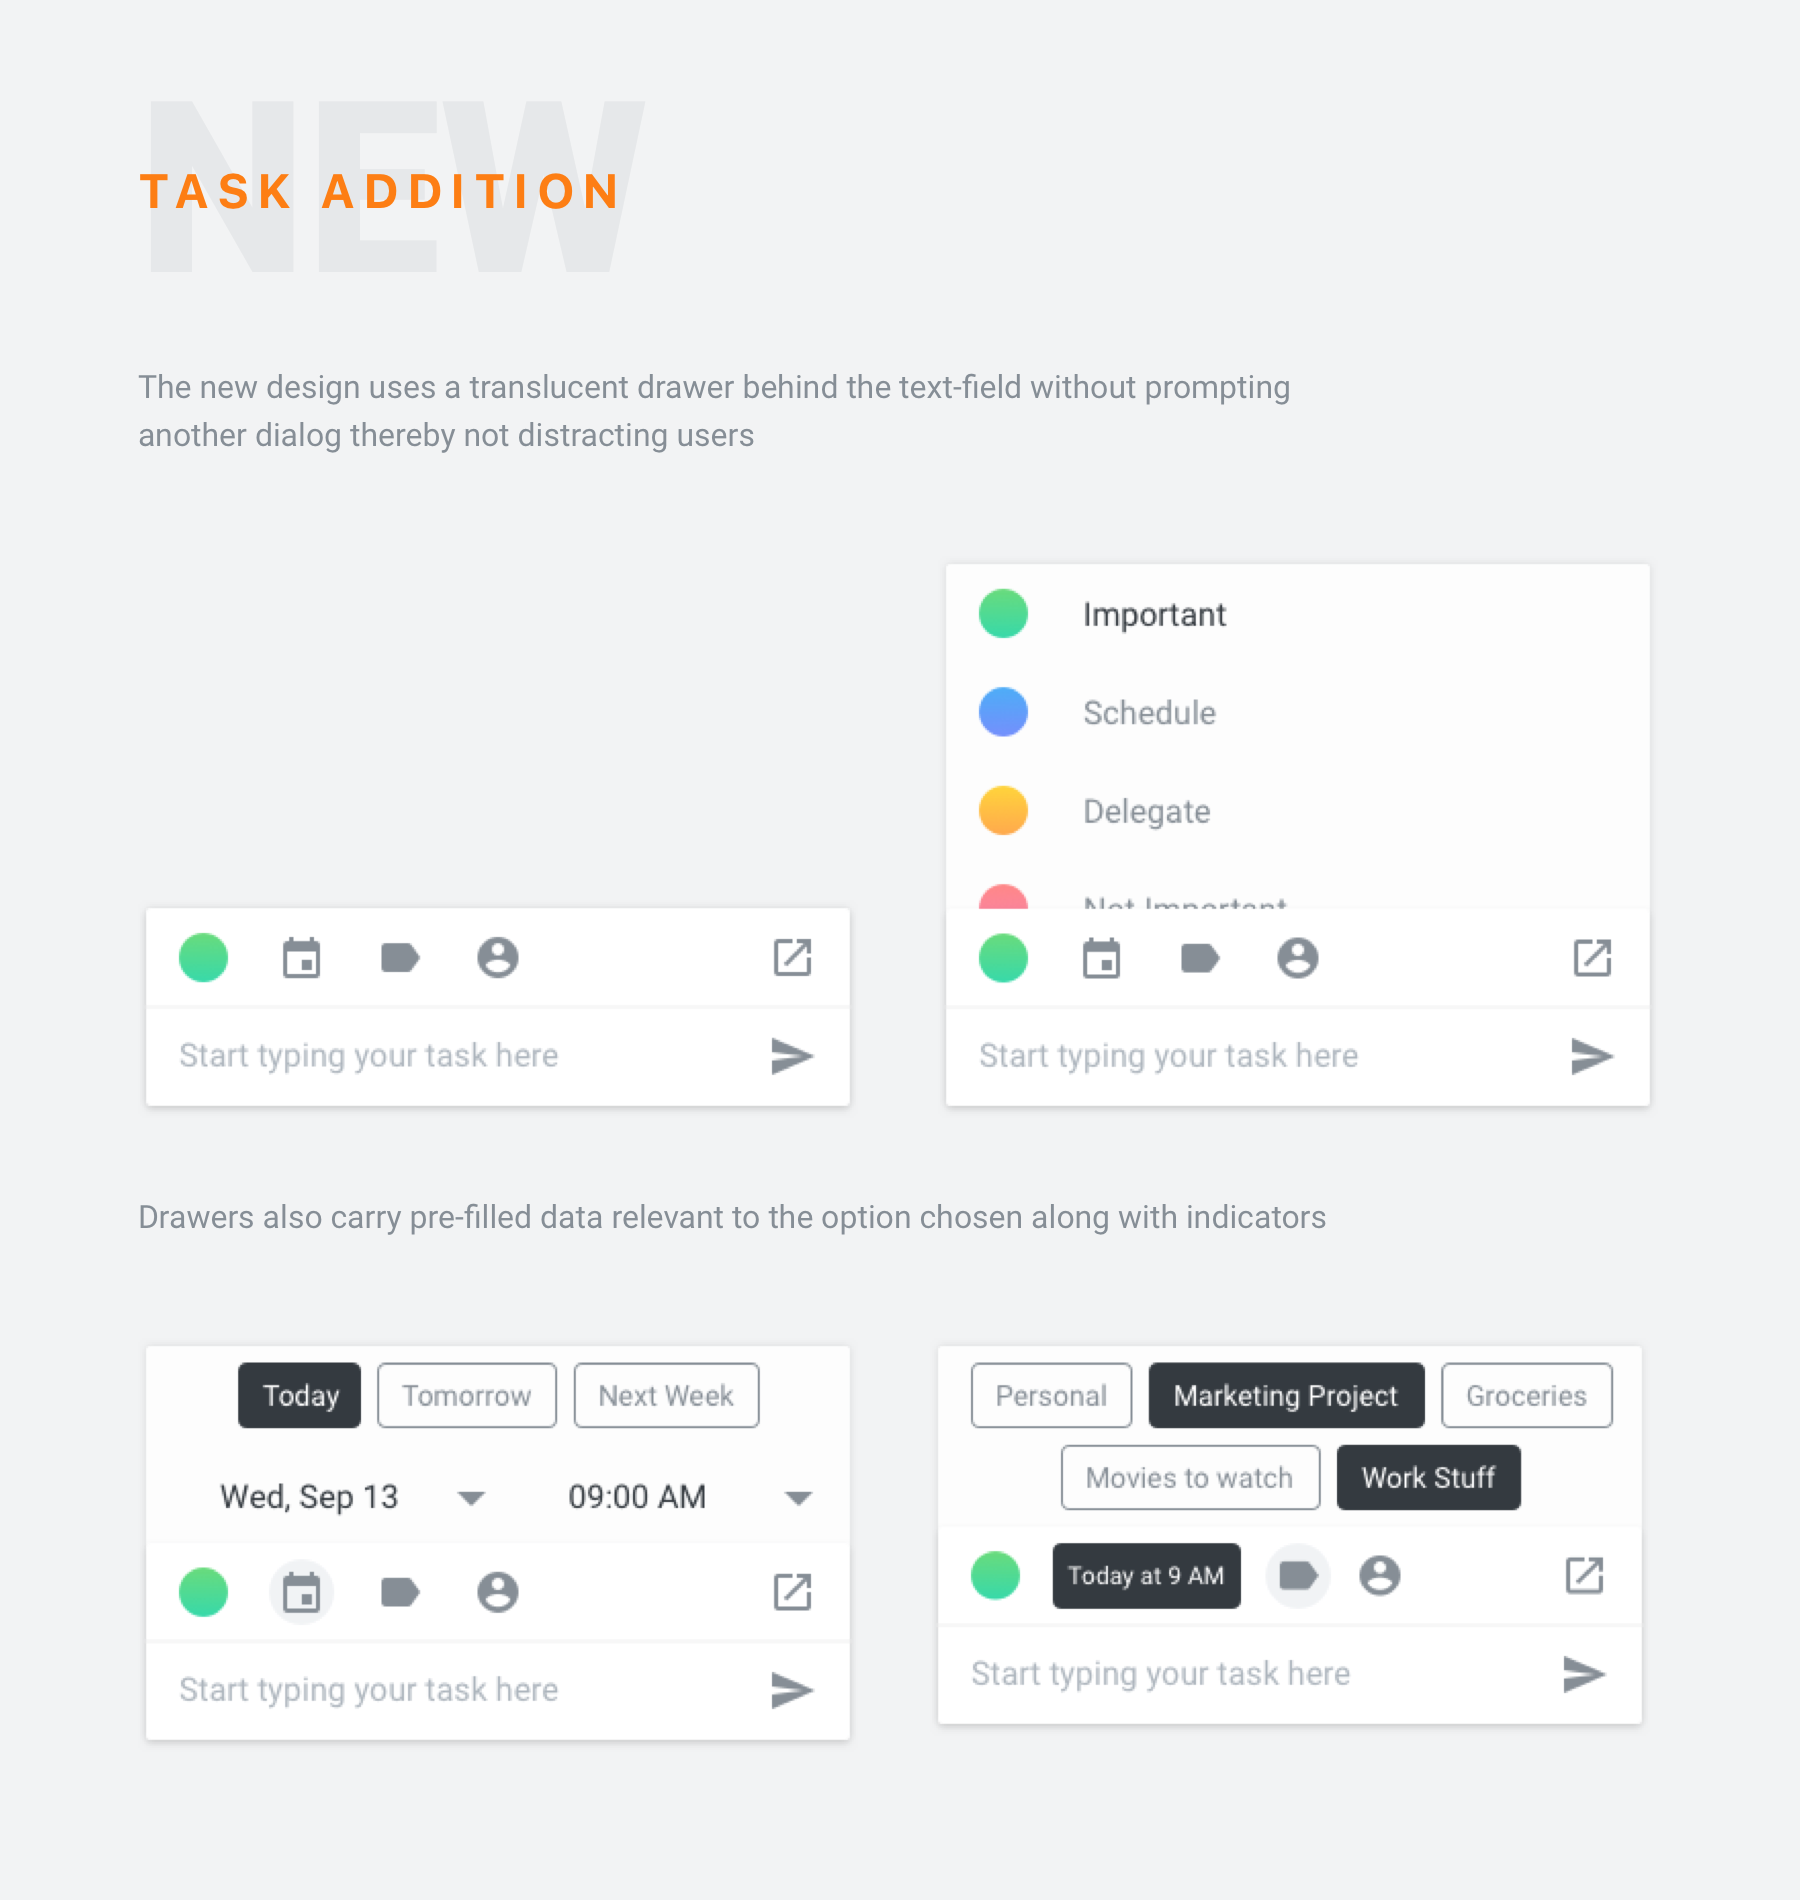 NEW
TASK ADDITION
The new design uses a translucent drawer behind the text-field without prompting
another dialog thereby not distracting users
Important
Schedule
Delegate
Not Important
Start typing your task here
Start typing your task here
Drawers also carry pre-filled data relevant to the option chosen along with indicators
Today Tomorrow Next Week
Wed, Sep 13 09:00 AM
Start typing your task here
Personal Marketing Project Groceries
Movies to watch Work Stuff
Today at 9 AM
Start typing your task here